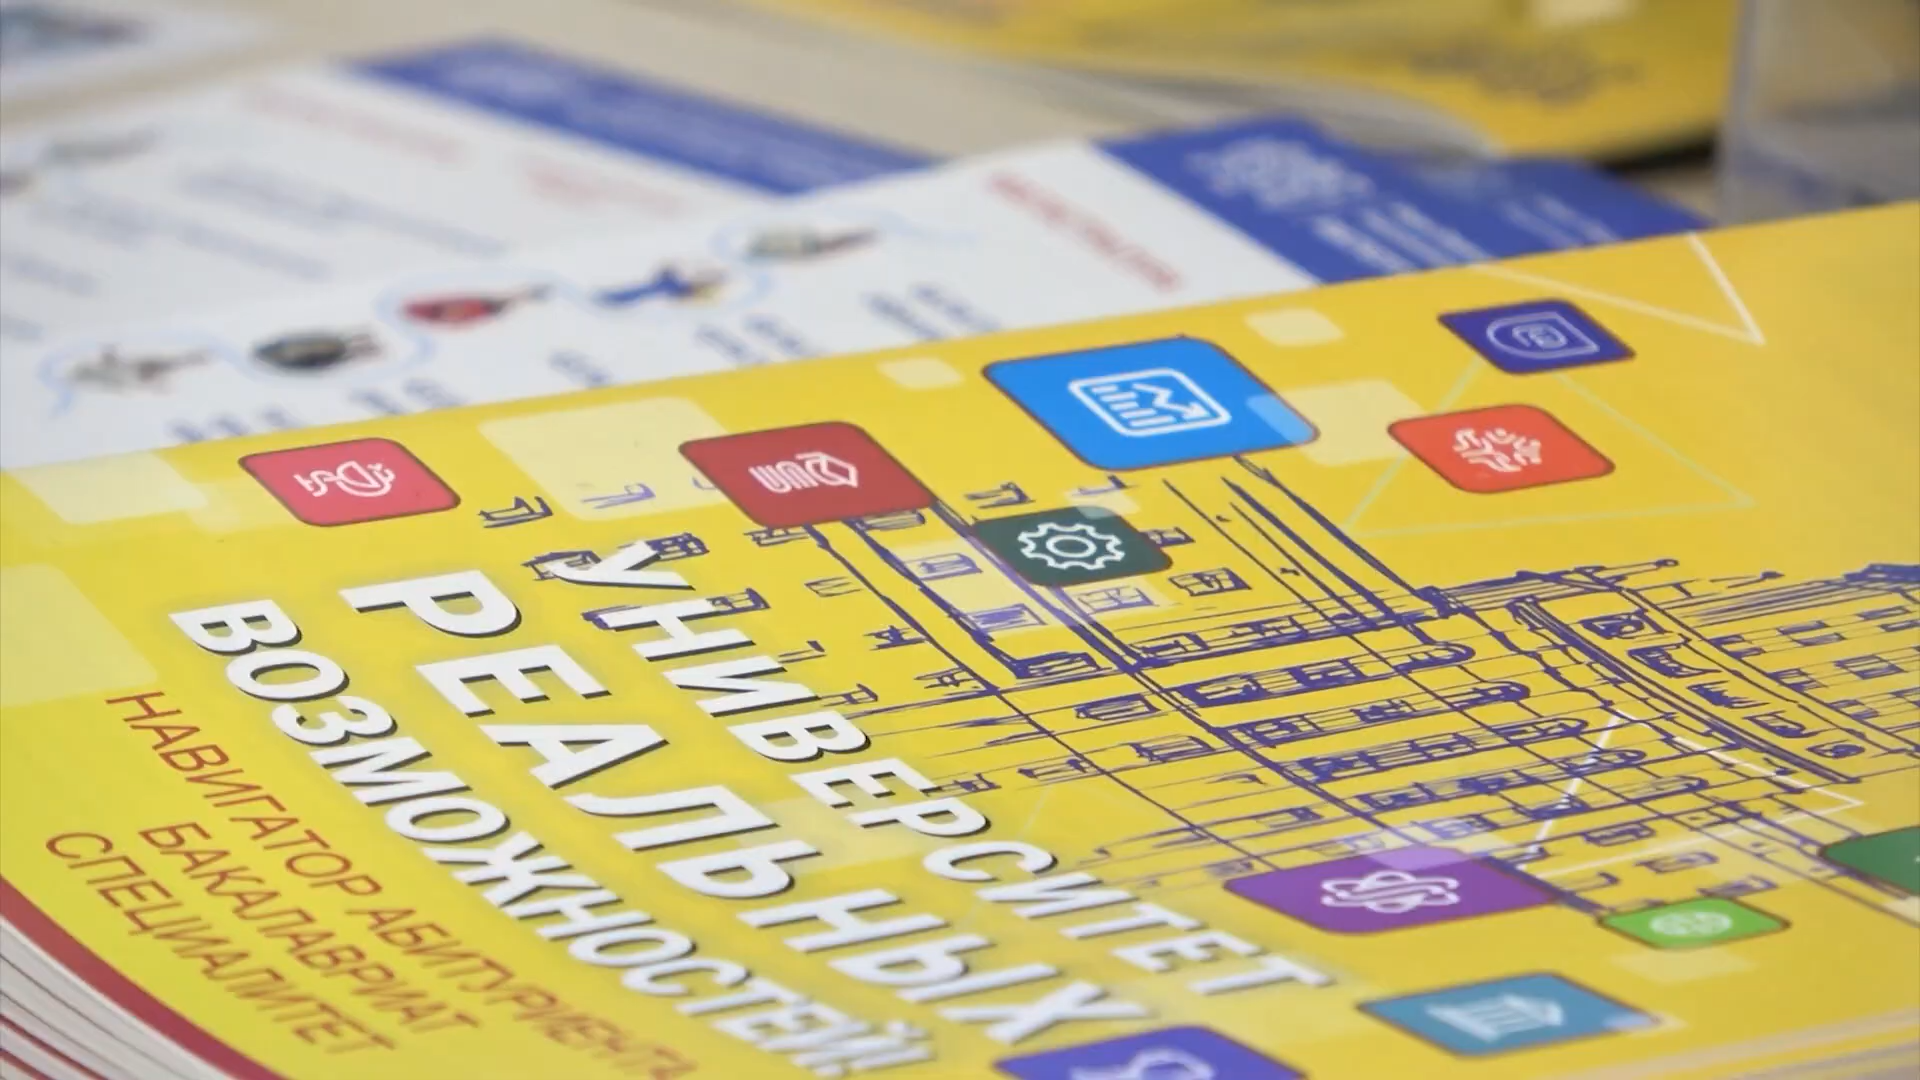 УНИВЕРСИТЕТ
РЕАЛЬНЫХ
ВОЗМОЖНОСТЕЙ!
НАВИГАТОР АБИТУРИЕНТА
БАКАЛАВРИАТ
СПЕЦИАЛИТЕТ